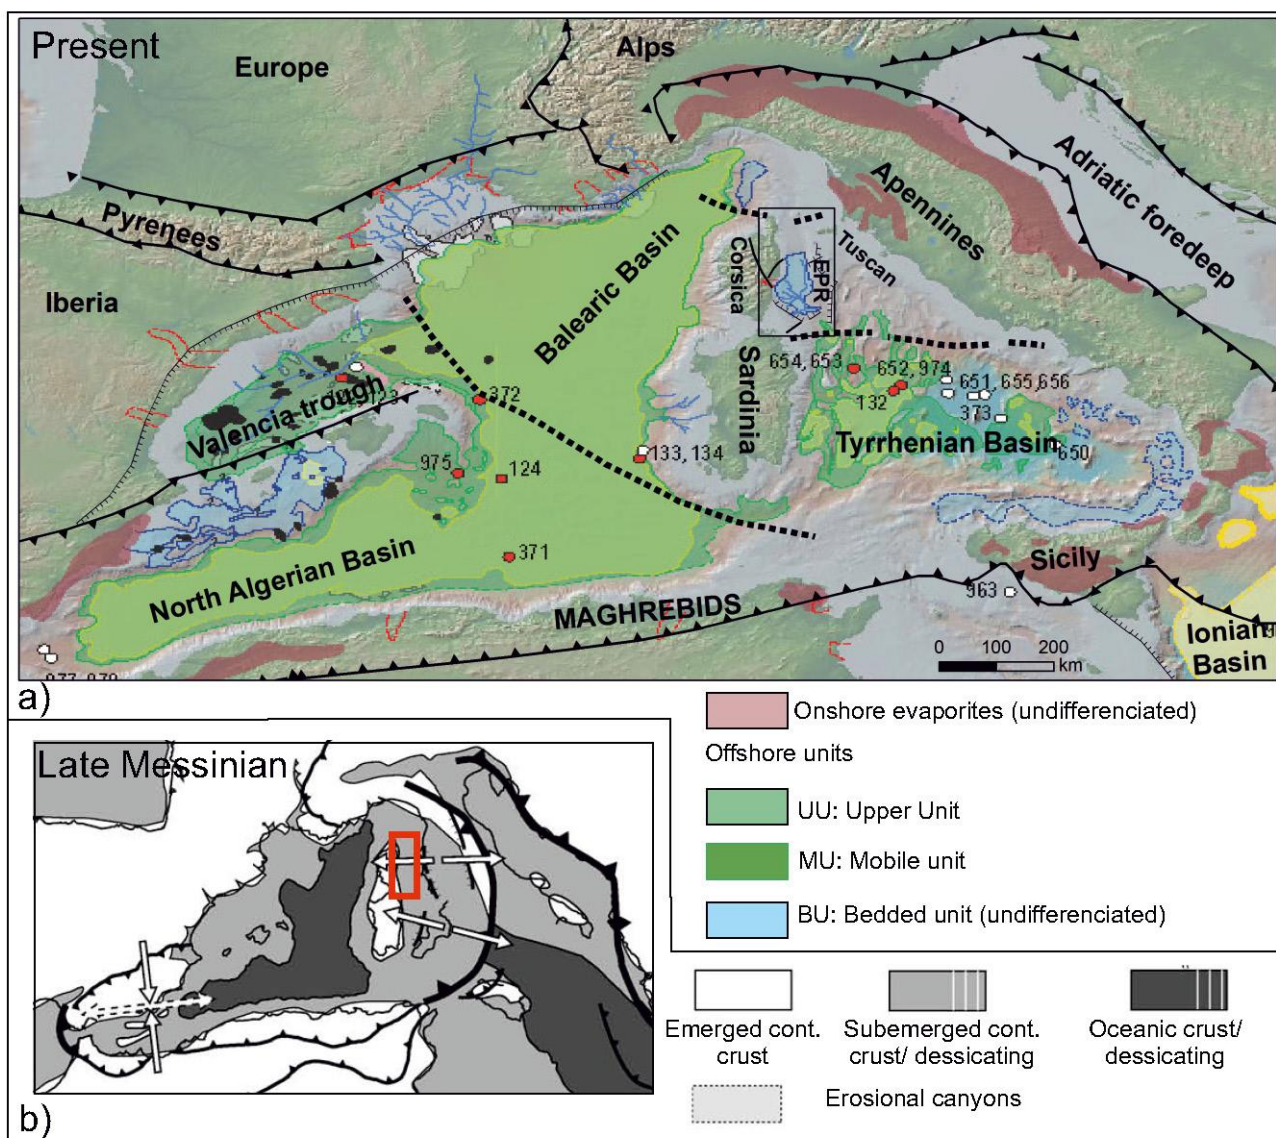 Present
Europe
Alps
Pyrenees
Iberia
Balearic Basin
Corsica
EPR
Tuscan
Apennines
Adriatic foredeep
Valencia trough
372
Sardinia
654, 653
652, 974
132
651, 655, 656
373
Tyrrhenian Basin
650
975
124
133, 134
371
North Algerian Basin
MAGHREBIDS
Sicily
963
Ionian
Basin
0 100 200
km
a)
Onshore evaporites (undifferenciated)
Offshore units
UU: Upper Unit
MU: Mobile unit
BU: Bedded unit (undifferenciated)
Late Messinian
b)
Emerged cont.
crust
Submerged cont.
crust/ dessicating
Oceanic crust/
dessicating
Erosional canyons